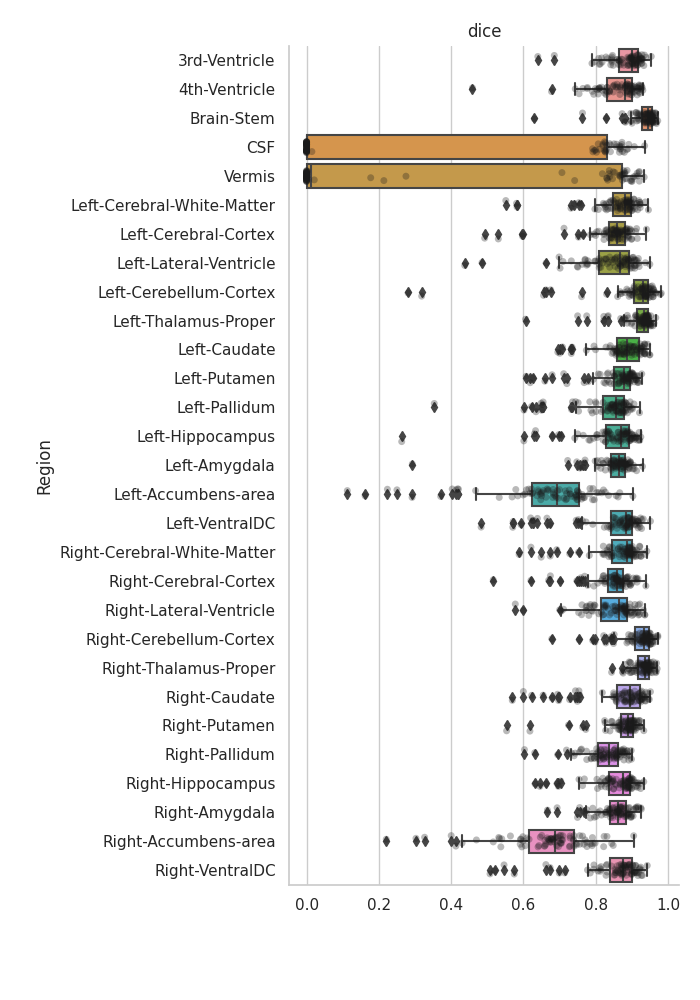 dice
3rd-Ventricle
4th-Ventricle
Brain-Stem
CSF
Vermis
Left-Cerebral-White-Matter
Left-Cerebral-Cortex
Left-Lateral-Ventricle
Left-Cerebellum-Cortex
Left-Thalamus-Proper
Left-Caudate
Left-Putamen
Left-Pallidum
Left-Hippocampus
Left-Amygdala
Left-Accumbens-area
Left-VentralDC
Right-Cerebral-White-Matter
Right-Cerebral-Cortex
Right-Lateral-Ventricle
Right-Cerebellum-Cortex
Right-Thalamus-Proper
Right-Caudate
Right-Putamen
Right-Pallidum
Right-Hippocampus
Right-Amygdala
Right-Accumbens-area
Right-VentralDC
Region
0.0 0.2 0.4 0.6 0.8 1.0